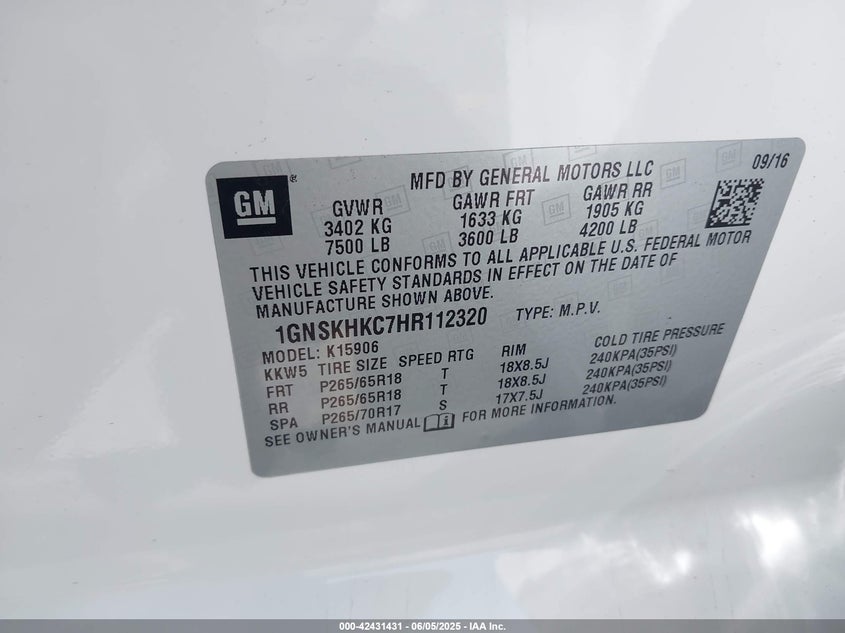 GM
MFD BY GENERAL MOTORS LLC
09/16
GVWR GAWR FRT GAWR RR
3402 KG 1633 KG 1905 KG
7500 LB 3600 LB 4200 LB
THIS VEHICLE CONFORMS TO ALL APPLICABLE U.S. FEDERAL MOTOR
VEHICLE SAFETY STANDARDS IN EFFECT ON THE DATE OF
MANUFACTURE SHOWN ABOVE.
1GNSKHKC7HR112320 TYPE: M.P.V.
MODEL: K15906
KKW5 TIRE SIZE SPEED RTG RIM COLD TIRE PRESSURE
FRT P265/65R18 T 18X8.5J 240KPA(35PSI)
RR P265/65R18 T 18X8.5J 240KPA(35PSI)
SPA P265/70R17 S 17X7.5J 240KPA(35PSI)
SEE OWNER'S MANUAL FOR MORE INFORMATION.
000-42431431 - 06/05/2025 - IAA Inc.